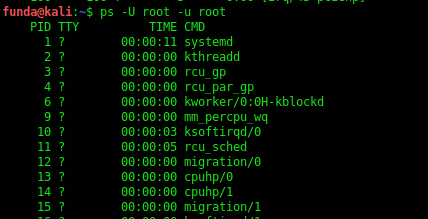 funda@kali:~$ ps -U root -u root
PID TTY TIME CMD
1 ? 00:00:11 systemd
2 ? 00:00:00 kthreadd
3 ? 00:00:00 rcu_gp
4 ? 00:00:00 rcu_par_gp
6 ? 00:00:00 kworker/0:0H-kblockd
9 ? 00:00:00 mm_percpu_wq
10 ? 00:00:03 ksoftirqd/0
11 ? 00:00:05 rcu_sched
12 ? 00:00:00 migration/0
13 ? 00:00:00 cpuhp/0
14 ? 00:00:00 cpuhp/1
15 ? 00:00:00 migration/1